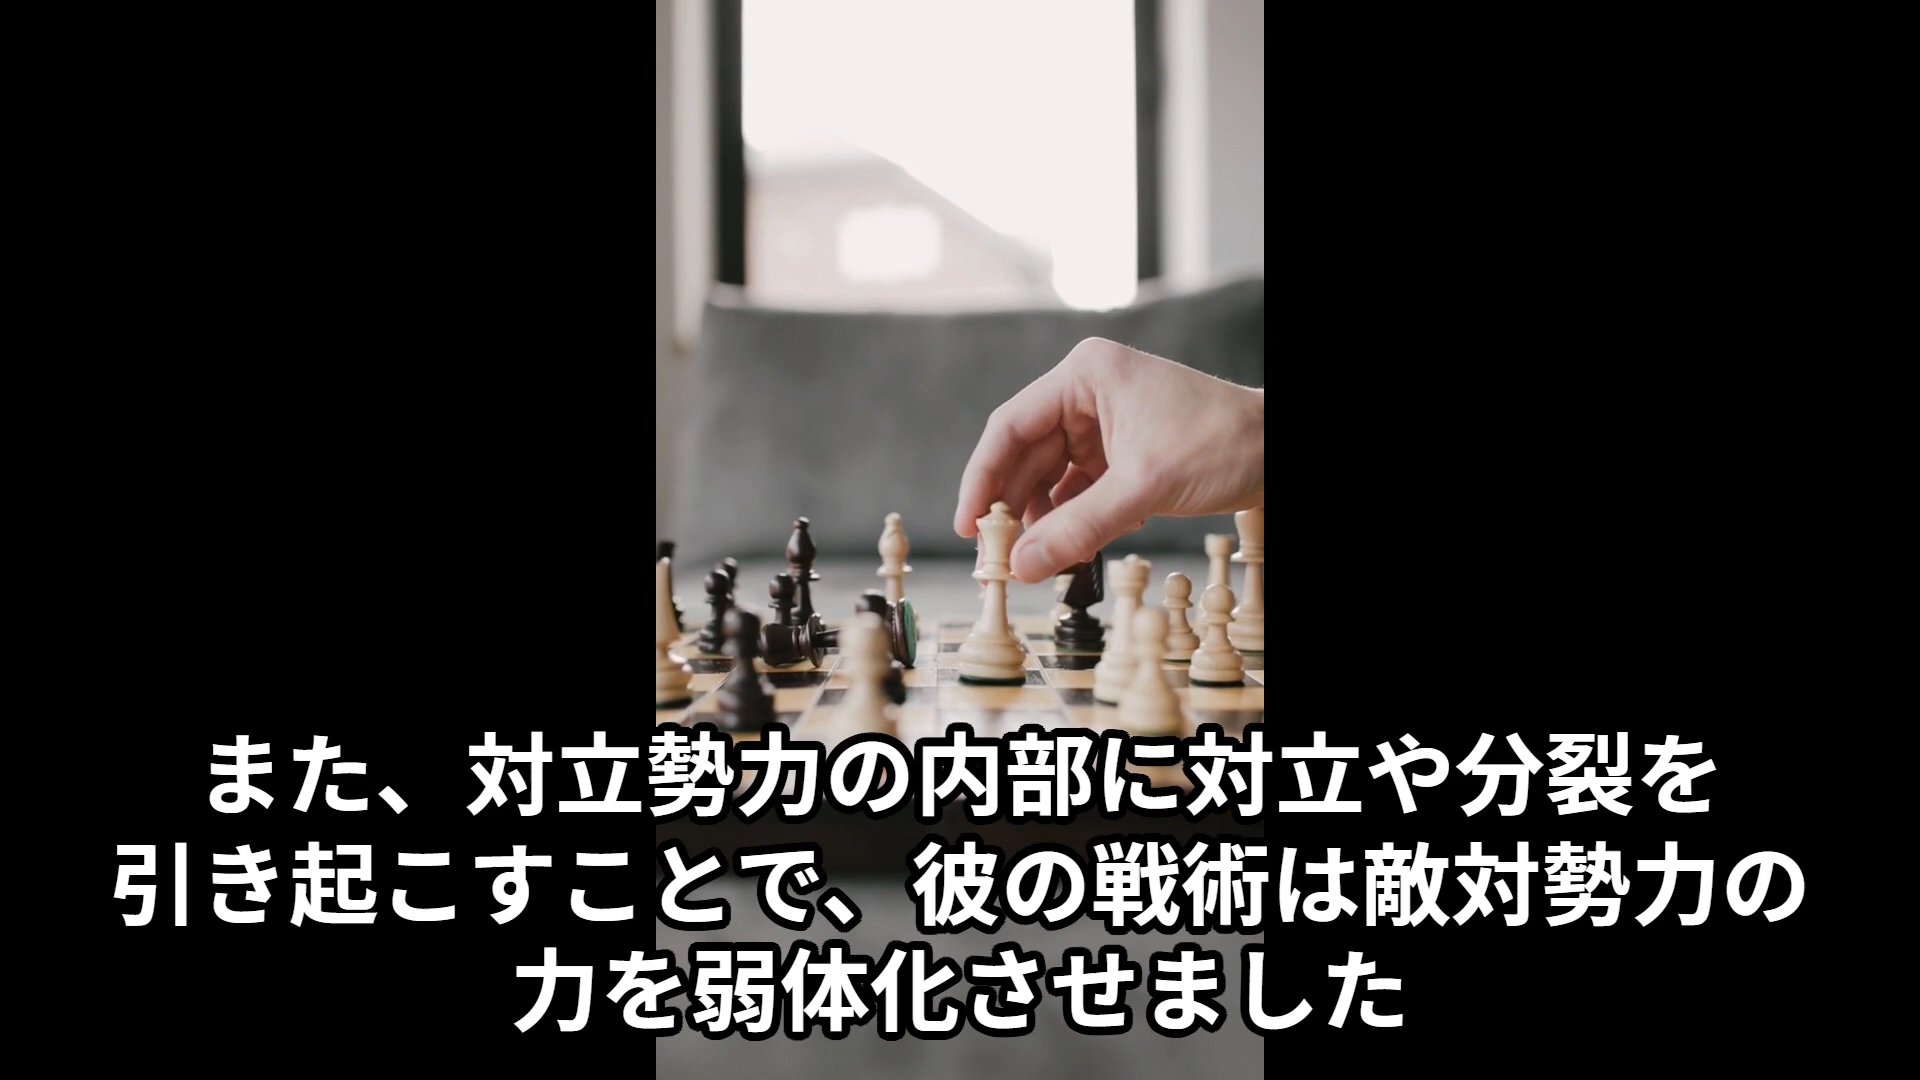 また、対立勢力の内部に対立や分裂を
引き起こすことで、彼の戦術は敵対勢力の
力を弱体化させました